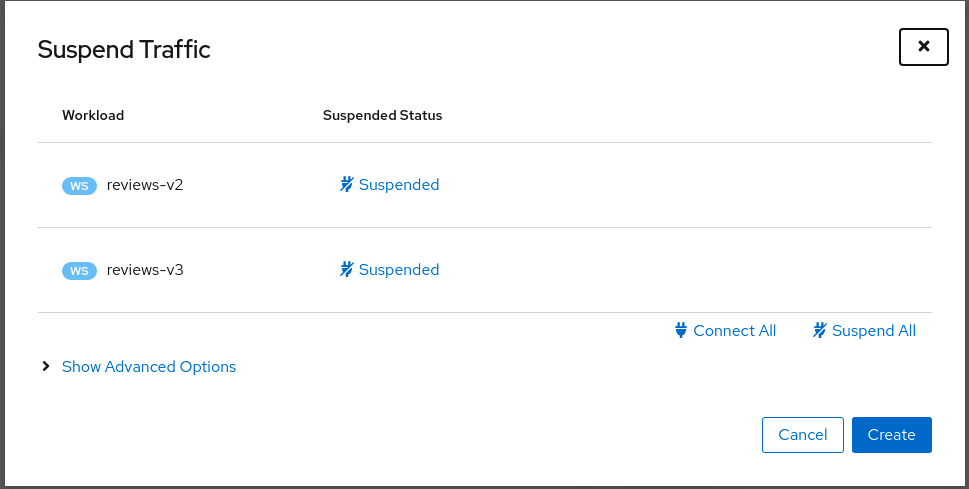 Suspend Traffic
Workload Suspended Status
WS reviews-v2 Suspended
WS reviews-v3 Suspended
Connect All Suspend All
Show Advanced Options
Cancel Create